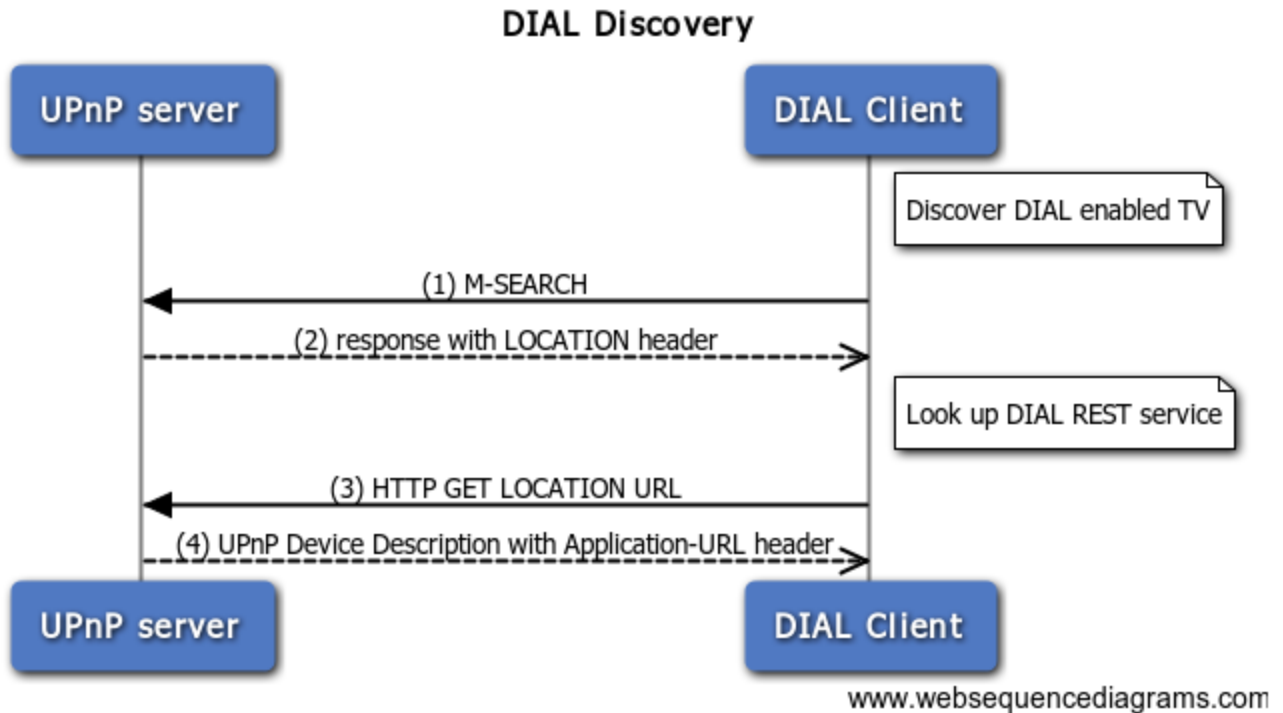 DIAL Discovery
UPnP server
DIAL Client
Discover DIAL enabled TV
(1) M-SEARCH
(2) response with LOCATION header
Look up DIAL REST service
(3) HTTP GET LOCATION URL
(4) UPnP Device Description with Application-URL header
UPnP server
DIAL Client
www.websequencediagrams.com